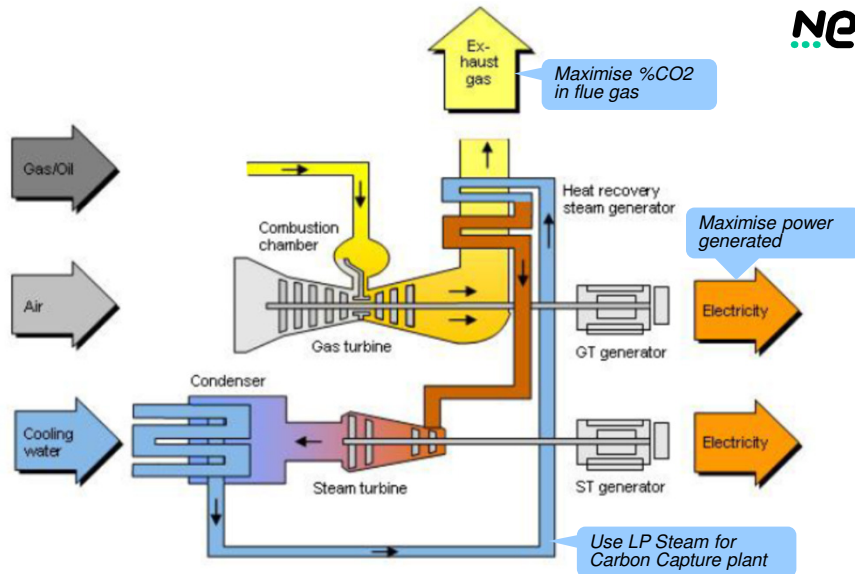 Ne
Ex-
haust
gas
Maximise %CO2
in flue gas
Gas/Oil
Heat recovery
steam generator
Combustion
chamber
Maximise power
generated
Air
Electricity
Gas turbine
GT generator
Condenser
Cooling
water
Electricity
Steam turbine
ST generator
Use LP Steam for
Carbon Capture plant